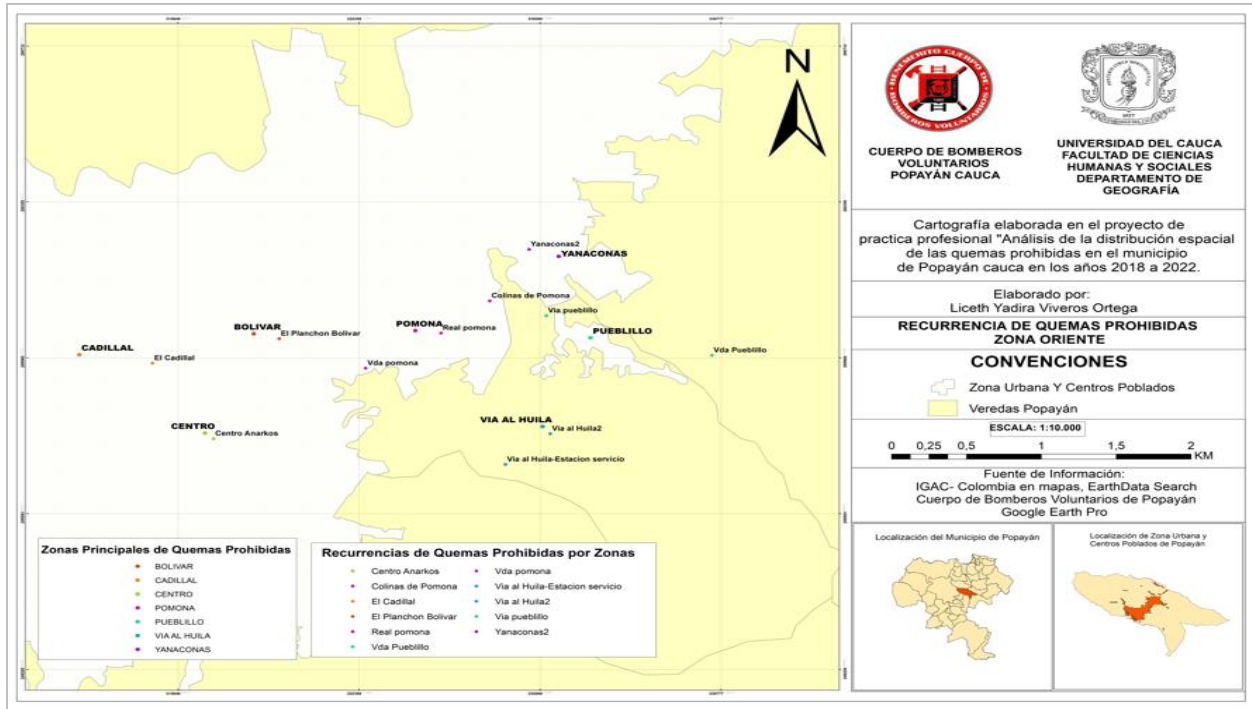 N
Yanaconas2
YANACONAS
Colinas de Pomona
Via pueblillo
BOLIVAR
El Planchon Bolivar
POMONA
Real pomona
PUEBLILLO
CADILLAL
El Cadillal
Vda pomona
Vda Pueblillo
CENTRO
Centro Anarkos
VIA AL HUILA
Via al Huila2
Via al Huila-Estacion servicio
Zonas Principales de Quemas Prohibidas
BOLIVAR
CADILLAL
CENTRO
POMONA
PUEBLILLO
VIA AL HUILA
YANACONAS
Recurrencias de Quemas Prohibidas por Zonas
Centro Anarkos
Colinas de Pomona
El Cadillal
El Planchon Bolivar
Real pomona
Vda Pueblillo
Vda pomona
Via al Huila-Estacion servicio
Via al Huila2
Via pueblillo
Yanaconas2
BENEMERITO CUERPO DE
BOMBEROS VOLUNTARIOS
CUERPO DE BOMBEROS
VOLUNTARIOS
POPAYÁN CAUCA
UNIVERSIDAD DEL CAUCA
FACULTAD DE CIENCIAS
HUMANAS Y SOCIALES
DEPARTAMENTO DE
GEOGRAFÍA
Cartografía elaborada en el proyecto de
practica profesional "Análisis de la distribución espacial
de las quemas prohibidas en el municipio
de Popayán cauca en los años 2018 a 2022.
Elaborado por:
Liceth Yadira Viveros Ortega
RECURRENCIA DE QUEMAS PROHIBIDAS
ZONA ORIENTE
CONVENCIONES
Zona Urbana Y Centros Poblados
Veredas Popayán
ESCALA: 1:10.000
0 0,25 0,5 1 1,5 2
KM
Fuente de Información:
IGAC- Colombia en mapas, EarthData Search
Cuerpo de Bomberos Voluntarios de Popayán
Google Earth Pro
Localización del Municipio de Popayán
Localización de Zona Urbana y
Centros Poblados de Popayán